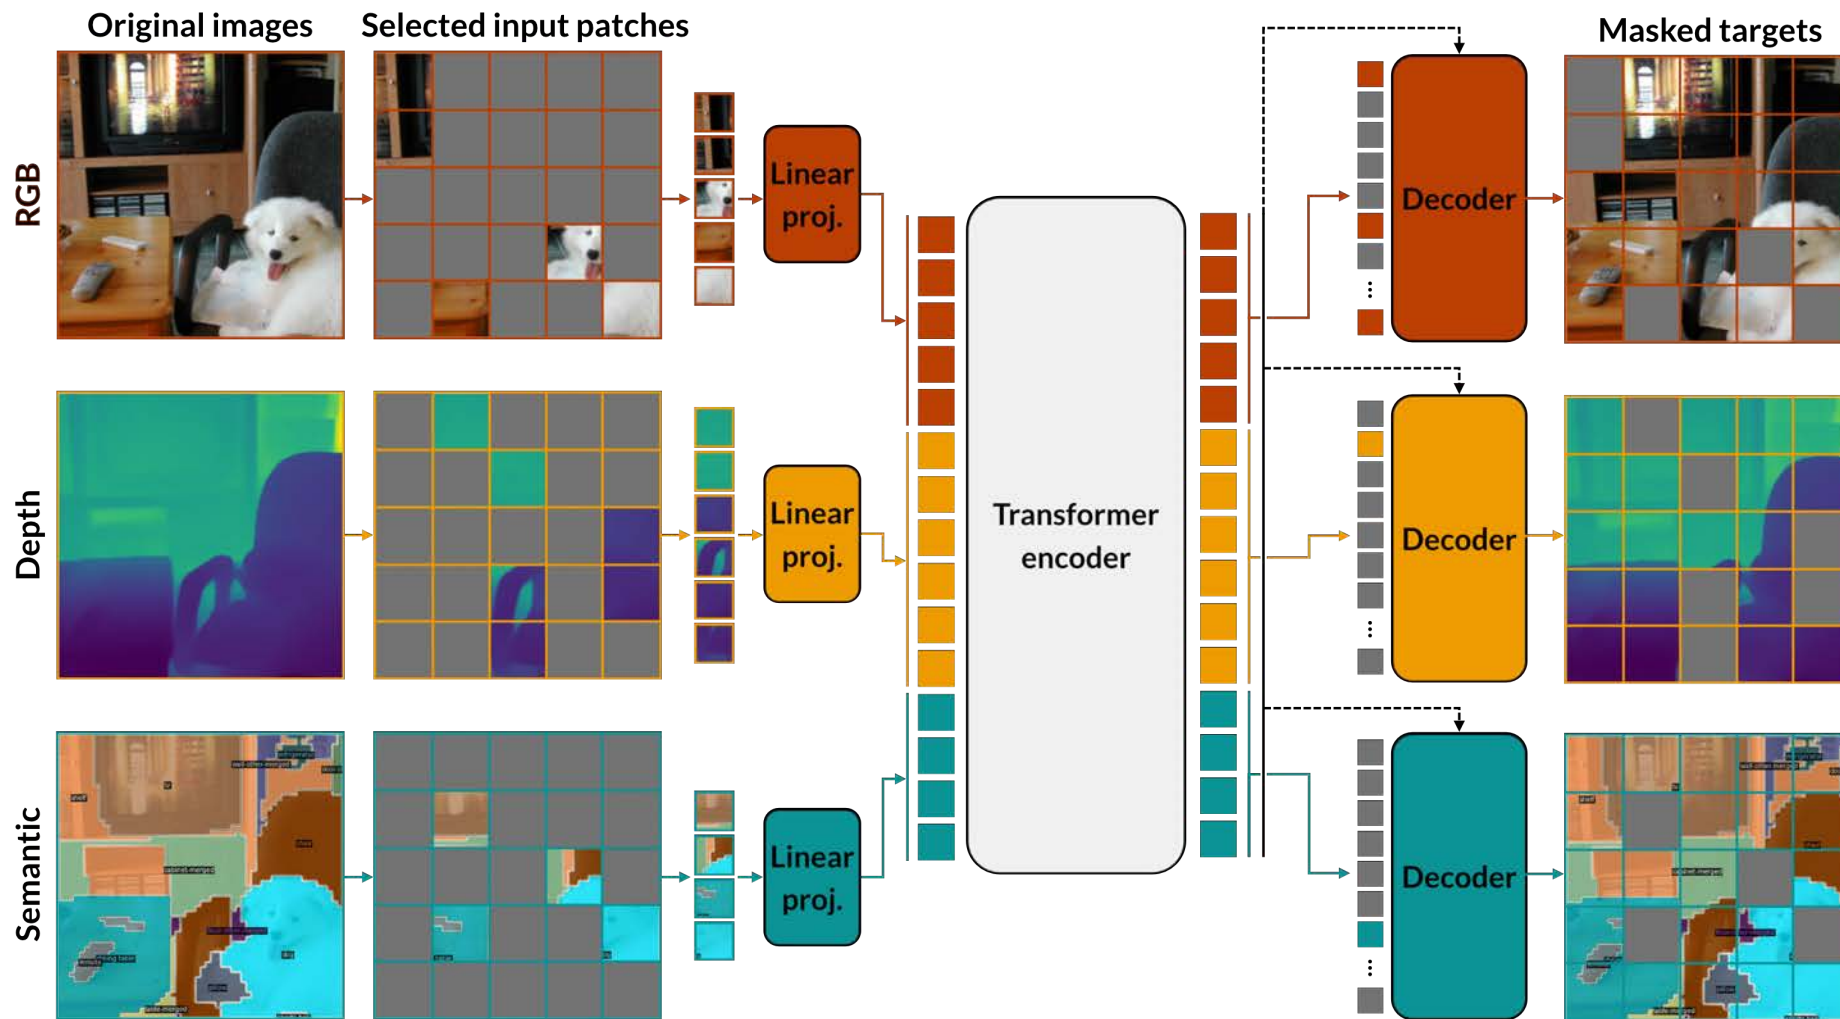 Original images
Selected input patches
Masked targets
RGB
Linear
proj.
Decoder
Depth
Linear
proj.
Transformer
encoder
Decoder
Semantic
Linear
proj.
Decoder